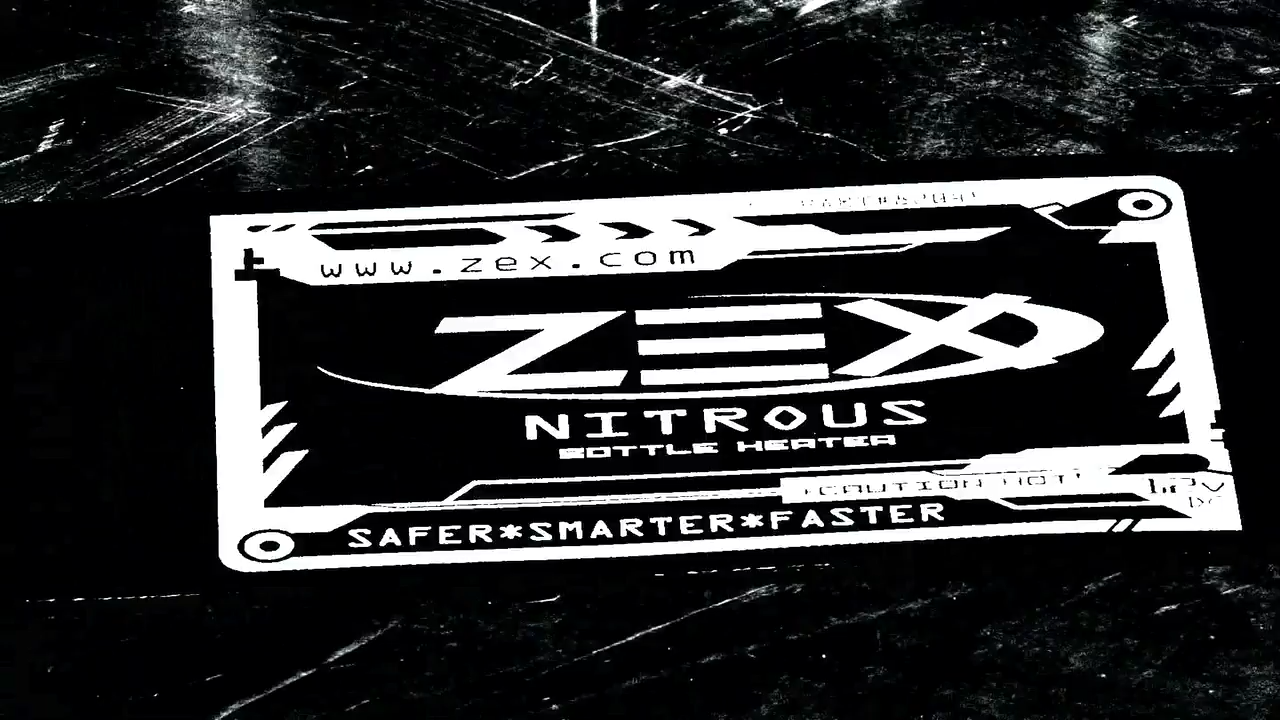 www.zex.com
ZEX
NITROUS
BOTTLE HEATER
!CAUTION HOT!
SAFER*SMARTER*FASTER